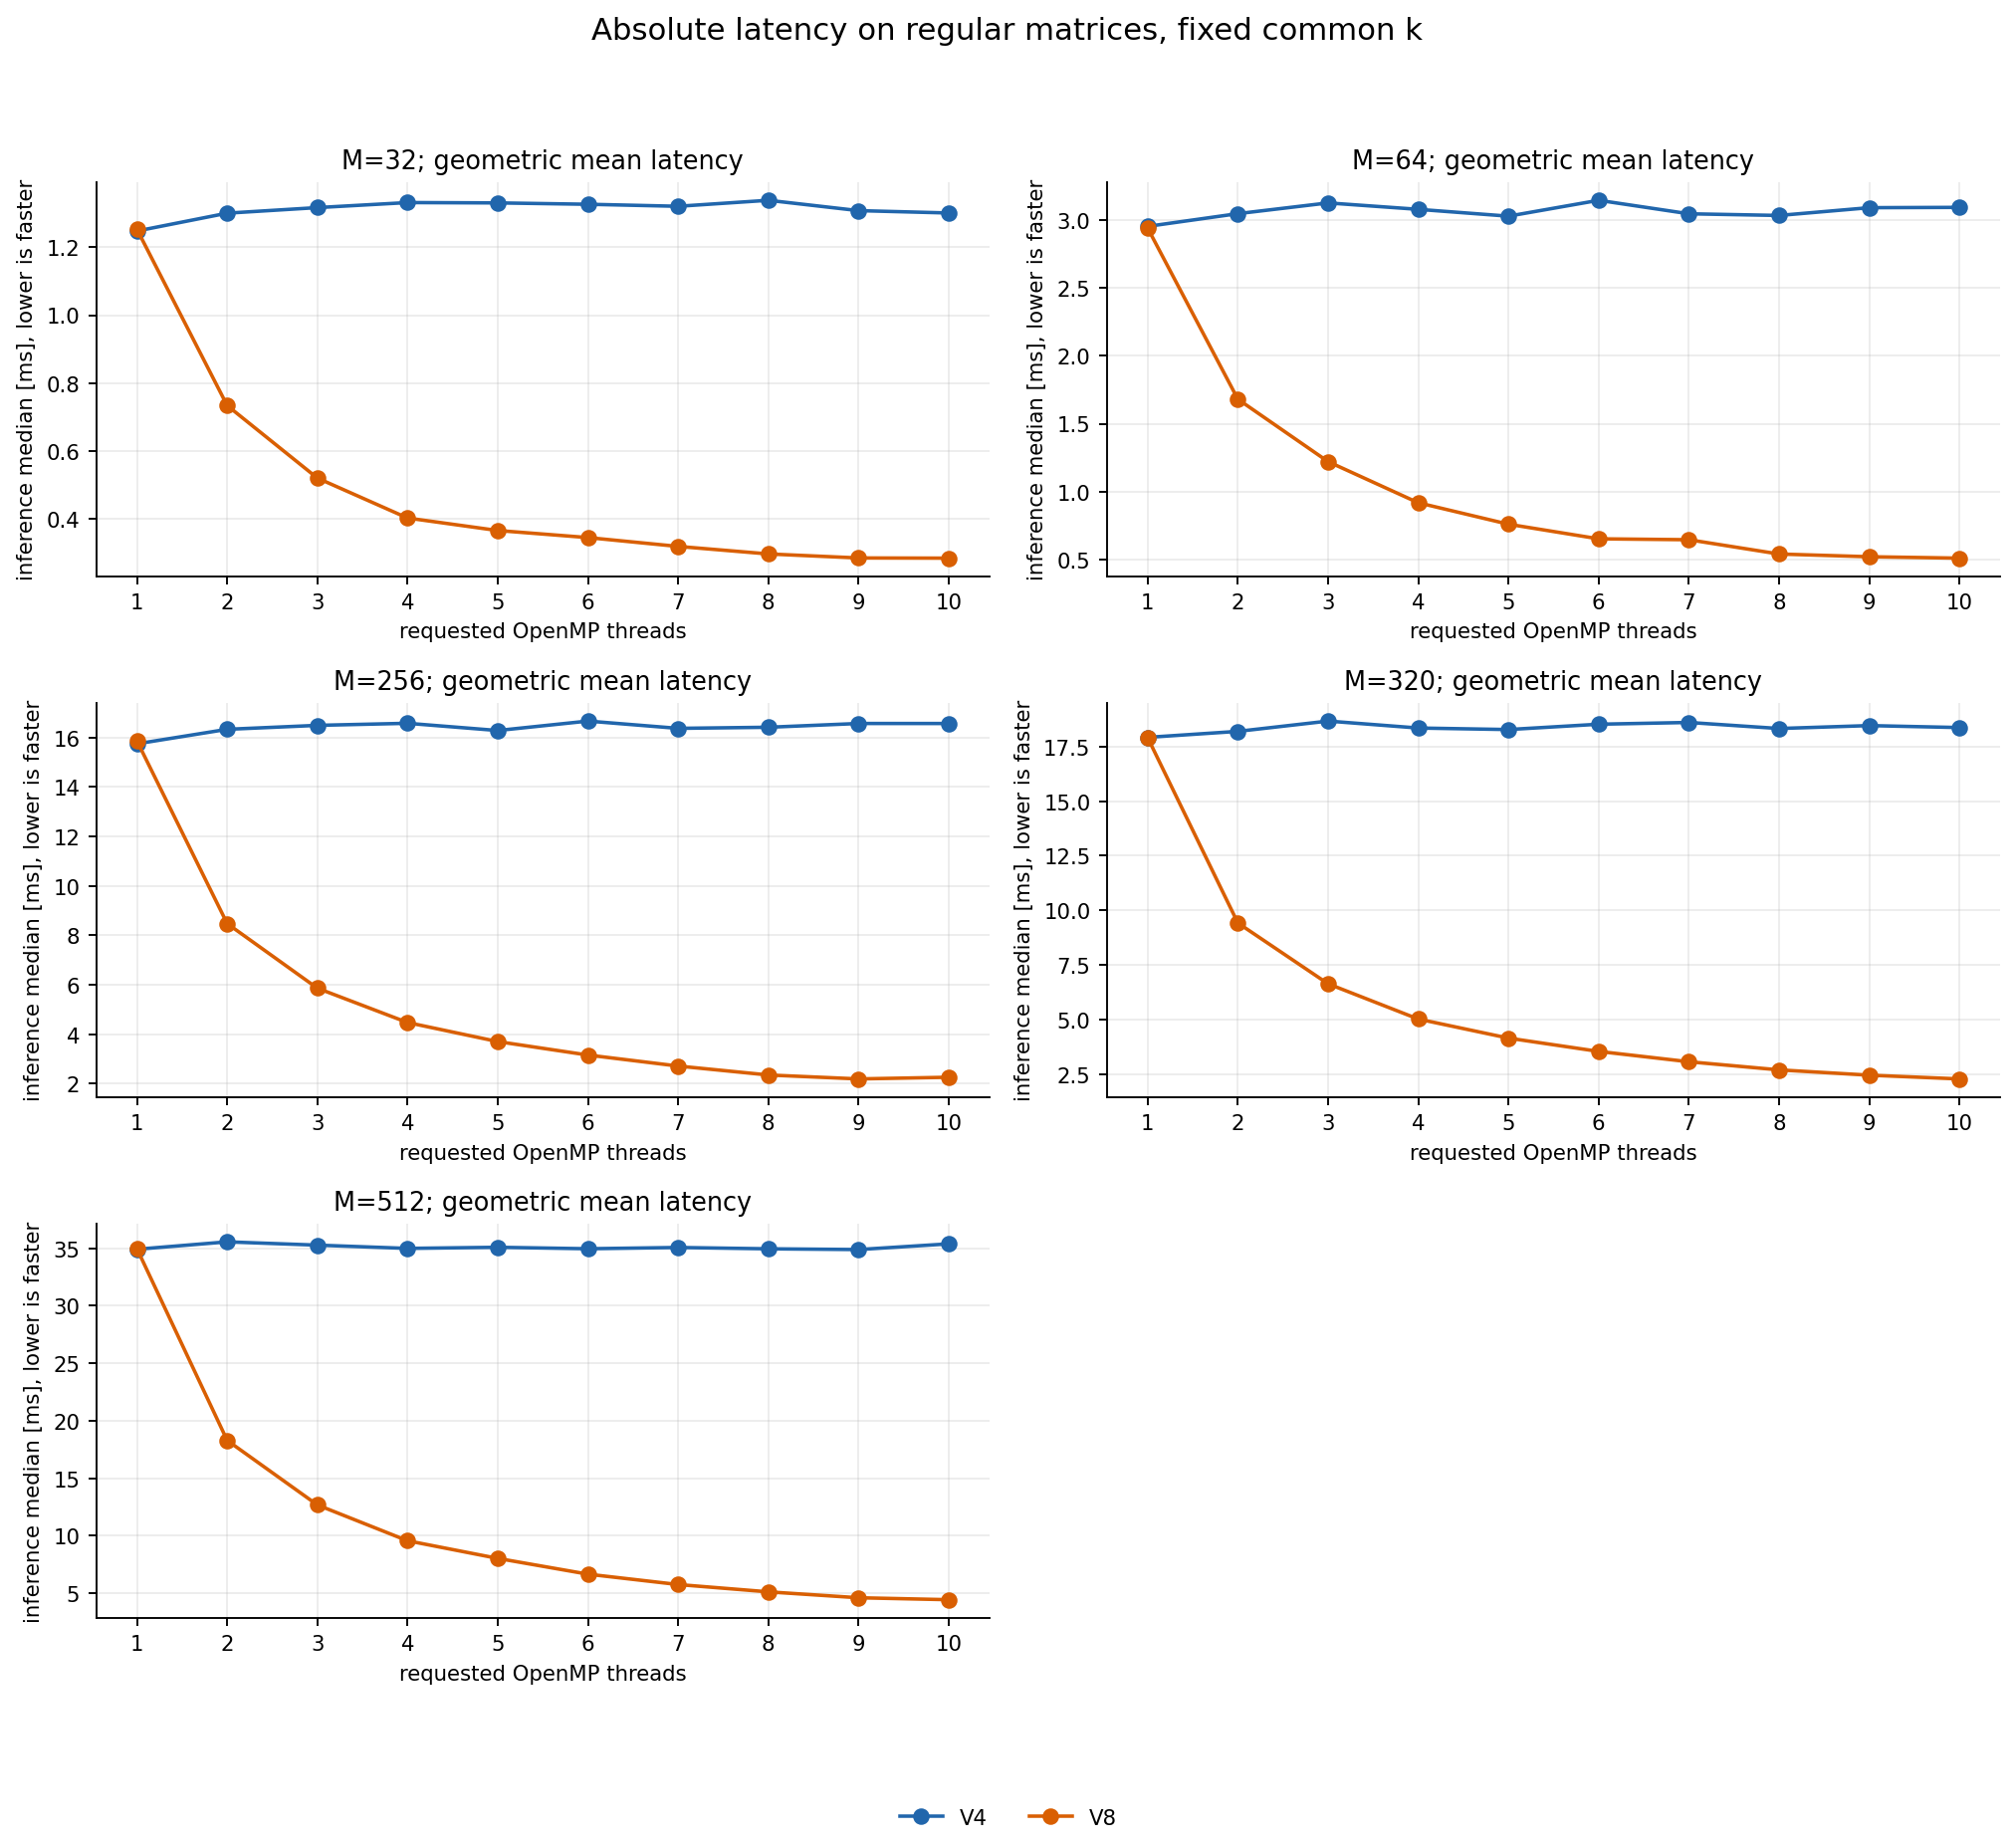 Absolute latency on regular matrices, fixed common k
M=32; geometric mean latency
inference median [ms], lower is faster
1.2
1.0
0.8
0.6
0.4
1 2 3 4 5 6 7 8 9 10
requested OpenMP threads
M=64; geometric mean latency
inference median [ms], lower is faster
3.0
2.5
2.0
1.5
1.0
0.5
1 2 3 4 5 6 7 8 9 10
requested OpenMP threads
M=256; geometric mean latency
inference median [ms], lower is faster
16
14
12
10
8
6
4
2
1 2 3 4 5 6 7 8 9 10
requested OpenMP threads
M=320; geometric mean latency
inference median [ms], lower is faster
17.5
15.0
12.5
10.0
7.5
5.0
2.5
1 2 3 4 5 6 7 8 9 10
requested OpenMP threads
M=512; geometric mean latency
inference median [ms], lower is faster
35
30
25
20
15
10
5
1 2 3 4 5 6 7 8 9 10
requested OpenMP threads
V4 V8